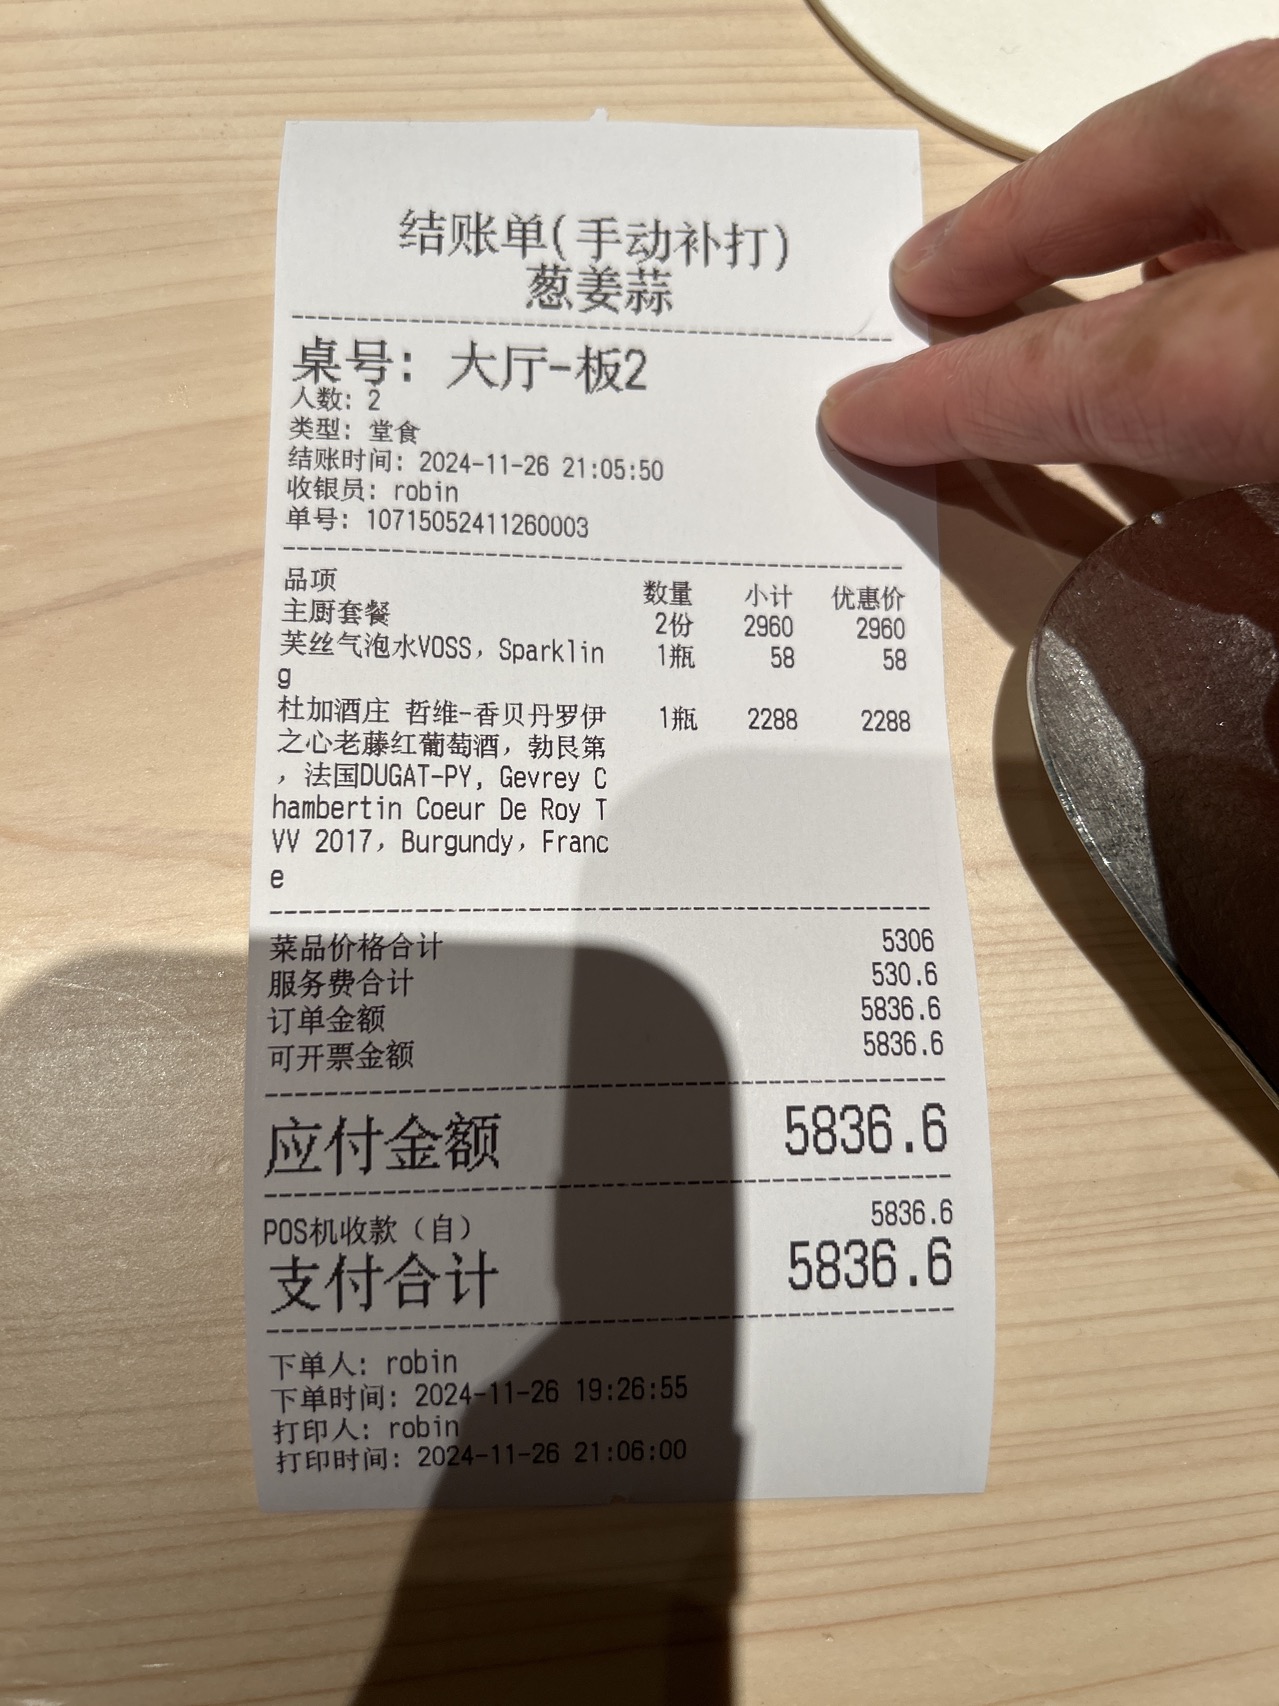 结账单(手动补打)
葱姜蒜
桌号: 大厅-板2
人数: 2
类型: 堂食
结账时间: 2024-11-26 21:05:50
收银员: robin
单号: 10715052411260003
品项 数量 小计 优惠价
主厨套餐 2份 2960 2960
芙丝气泡水VOSS，Sparklin 1瓶 58 58
g
杜加酒庄 哲维-香贝丹罗伊 1瓶 2288 2288
之心老藤红葡萄酒，勃艮第
，法国DUGAT-PY, Gevrey C
hambertin Coeur De Roy T
VV 2017，Burgundy，Franc
e
菜品价格合计 5306
服务费合计 530.6
订单金额 5836.6
可开票金额 5836.6
应付金额 5836.6
POS机收款（自） 5836.6
支付合计 5836.6
下单人: robin
下单时间: 2024-11-26 19:26:55
打印人: robin
打印时间: 2024-11-26 21:06:00